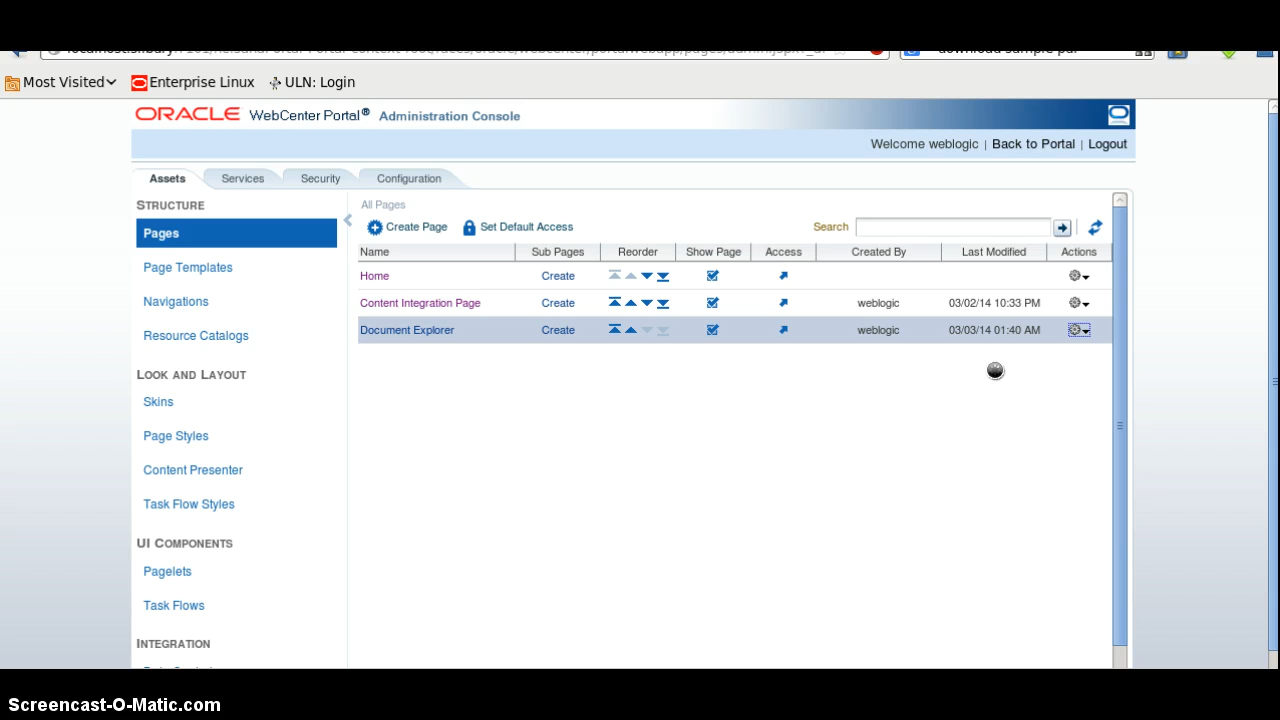 Most Visited Enterprise Linux ULN: Login
ORACLE WebCenter Portal® Administration Console
Welcome weblogic | Back to Portal | Logout
Assets Services Security Configuration
STRUCTURE
Pages
Page Templates
Navigations
Resource Catalogs
LOOK AND LAYOUT
Skins
Page Styles
Content Presenter
Task Flow Styles
UI COMPONENTS
Pagelets
Task Flows
INTEGRATION
All Pages
Create Page Set Default Access Search
Name Sub Pages Reorder Show Page Access Created By Last Modified Actions
Home Create
Content Integration Page Create weblogic 03/02/14 10:33 PM
Document Explorer Create weblogic 03/03/14 01:40 AM
Screencast-O-Matic.com